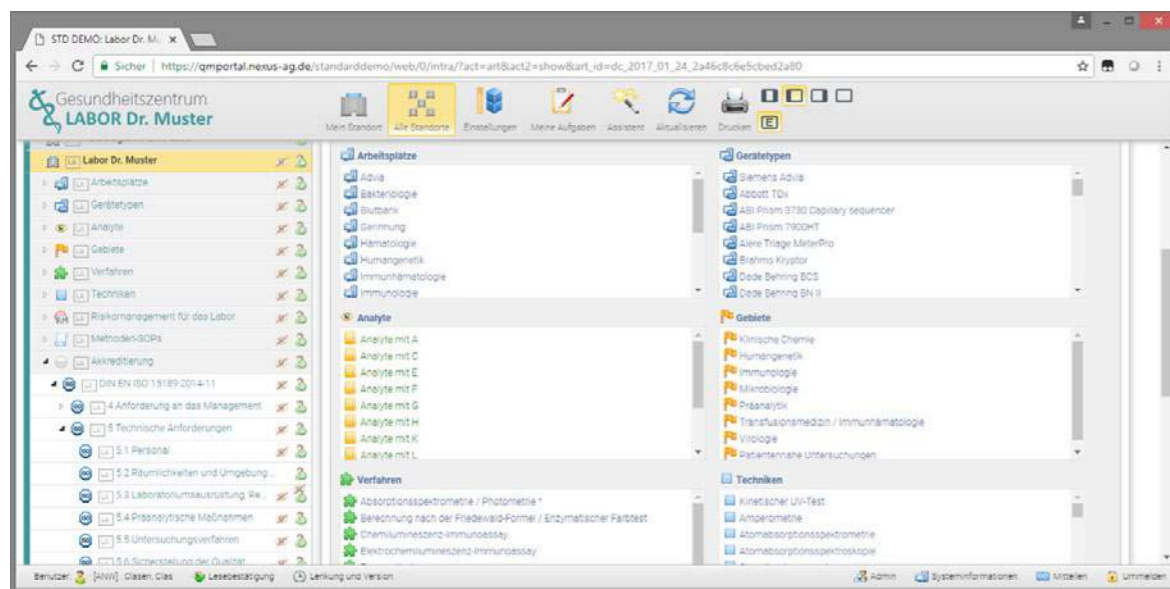 STD DEMO: Labor Dr. M
Sicher | https://qmportal.nexus-ag.de/standarddemo/web/0/intra/?act=art&act2=show&art_id=dc_2017_01_24_2a46c8c6e5cbed2a80
Gesundheitszentrum
LABOR Dr. Muster
Mein Standort
Alle Standorte
Einstellungen
Meine Aufgaben
Assistent
Aktualisieren
Drucken
E
Labor Dr. Muster
Arbeitsplätze
Gerätetypen
Analyte
Gebiete
Verfahren
Techniken
Risikomanagement für das Labor
Methoden-SOPs
Akkreditierung
DIN EN ISO 15189:2014-11
4 Anforderung an das Management
5 Technische Anforderungen
5.1 Personal
5.2 Räumlichkeiten und Umgebung...
5.3 Laboratoriumsausrüstung, Re...
5.4 Präanalytische Maßnahmen
5.5 Untersuchungsverfahren
5.6 Sicherstellung der Qualität
Arbeitsplätze
Advia
Bakteriologie
Blutbank
Gerinnung
Hämatologie
Humangenetik
Immunhämatologie
Immunologie
Gerätetypen
Siemens Advia
Abbott TDx
ABI Prism 3730 Capillary sequencer
ABI Prism 7900HT
Alere Triage MeterPro
Brahms Kryptor
Dade Behring BCS
Dade Behring BN II
Analyte
Analyte mit A
Analyte mit C
Analyte mit E
Analyte mit F
Analyte mit G
Analyte mit H
Analyte mit K
Analyte mit L
Gebiete
Klinische Chemie
Humangenetik
Immunologie
Mikrobiologie
Präanalytik
Transfusionsmedizin / Immunhämatologie
Virologie
Patientennahe Untersuchungen
Verfahren
Absorptionsspektrometrie / Photometrie *
Berechnung nach der Friedewald-Formel / Enzymatischer Farbtest
Chemilumineszenz-Immunoassay
Elektrochemilumineszenz-Immunoassay
Techniken
Kinetischer UV-Test
Amperometrie
Atomabsorptionsspektrometrie
Atomabsorptionsspektroskopie
Benutzer: [ANW] Clasen, Clas
Lesebestätigung
Lenkung und Version
Admin
Systeminformationen
Mitteilen
Ummelden